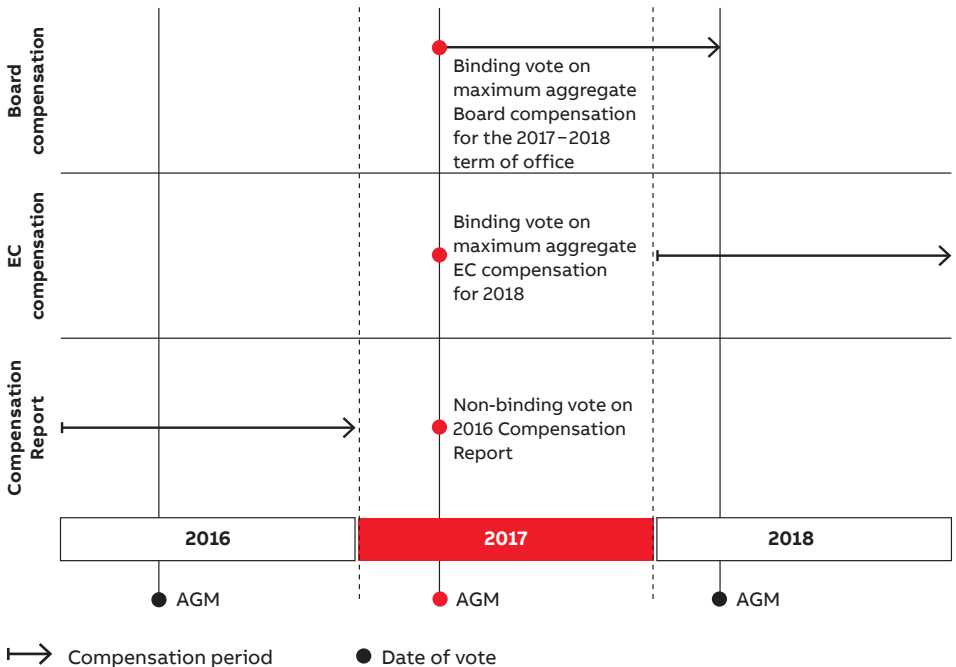 Board
compensation
Binding vote on
maximum aggregate
Board compensation
for the 2017–2018
term of office
EC
compensation
Binding vote on
maximum aggregate
EC compensation
for 2018
Compensation
Report
Non-binding vote on
2016 Compensation
Report
2016
2017
2018
AGM
AGM
AGM
Compensation period
Date of vote